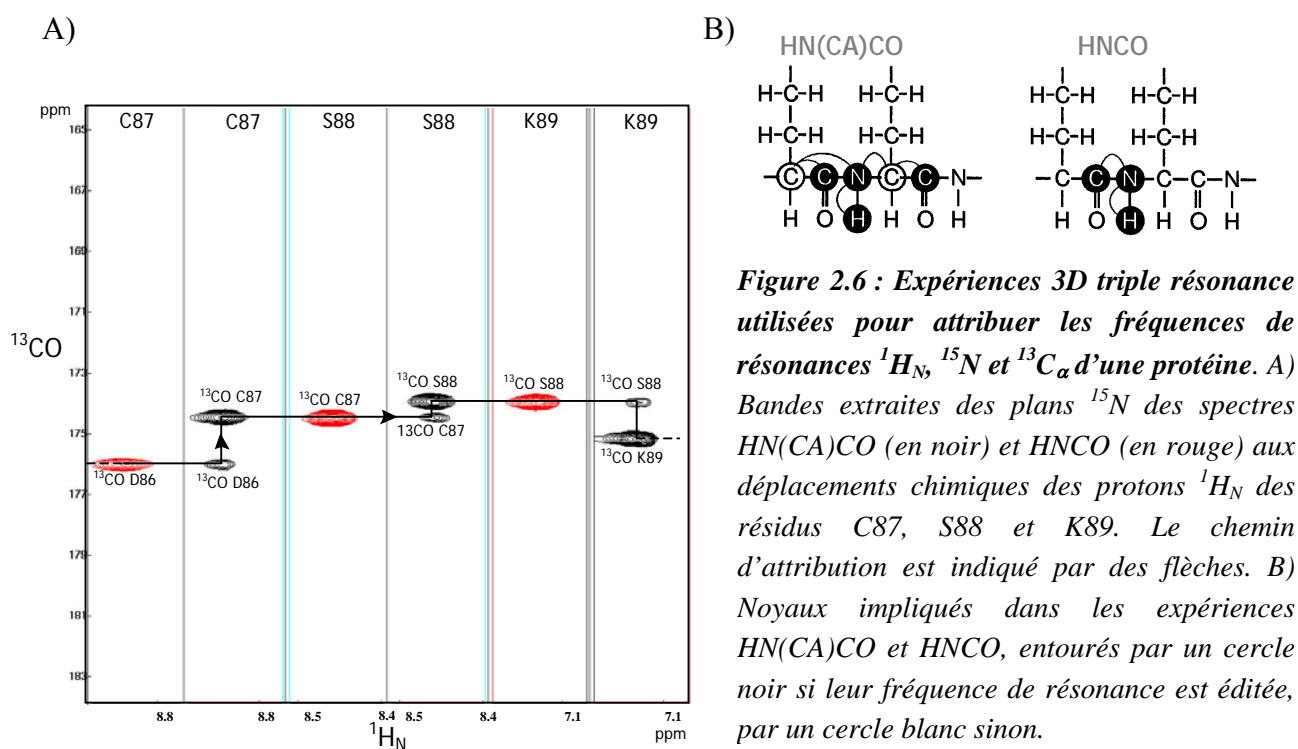 A)
ppm
C87 C87 S88 S88 K89 K89
165
167
169
171
¹³CO
173
¹³CO C87 ¹³CO C87 ¹³CO S88 ¹³CO S88 ¹³CO S88
175
13CO C87
¹³CO D86 ¹³CO D86 ¹³CO K89
177
179
181
183
8.8 8.8 8.5 8.4 8.5 8.4 7.1 7.1
¹H_N ppm
B)
HN(CA)CO HNCO
H-C-H H-C-H H-C-H H-C-H
H-C-H H-C-H H-C-H H-C-H
C C N C C N C C N C C N
H O H H O H O H H O H
Figure 2.6 : Expériences 3D triple résonance
utilisées pour attribuer les fréquences de
résonances ¹H_N, ¹⁵N et ¹³C_α d'une protéine. A)
Bandes extraites des plans ¹⁵N des spectres
HN(CA)CO (en noir) et HNCO (en rouge) aux
déplacements chimiques des protons ¹H_N des
résidus C87, S88 et K89. Le chemin
d'attribution est indiqué par des flèches. B)
Noyaux impliqués dans les expériences
HN(CA)CO et HNCO, entourés par un cercle
noir si leur fréquence de résonance est éditée,
par un cercle blanc sinon.